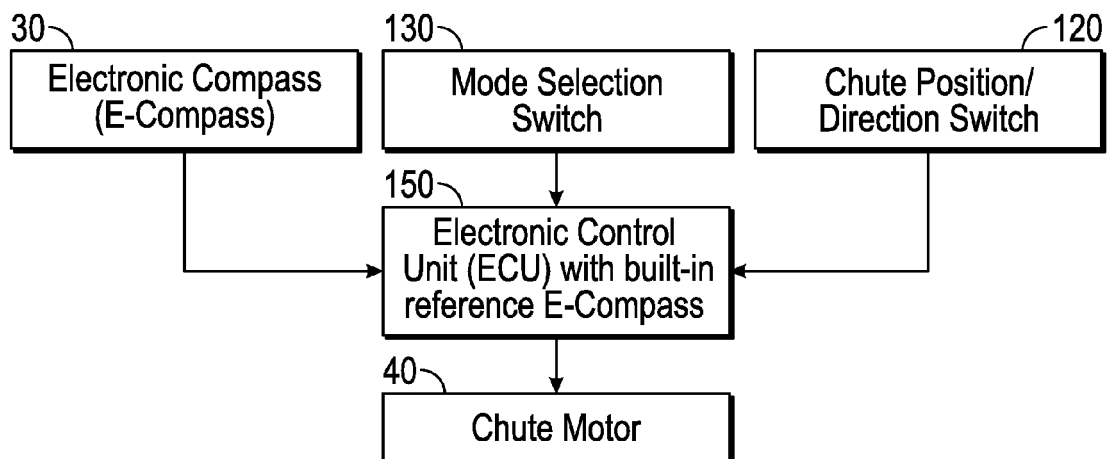 30
Electronic Compass
(E-Compass)
130
Mode Selection
Switch
120
Chute Position/
Direction Switch
150
Electronic Control
Unit (ECU) with built-in
reference E-Compass
40
Chute Motor